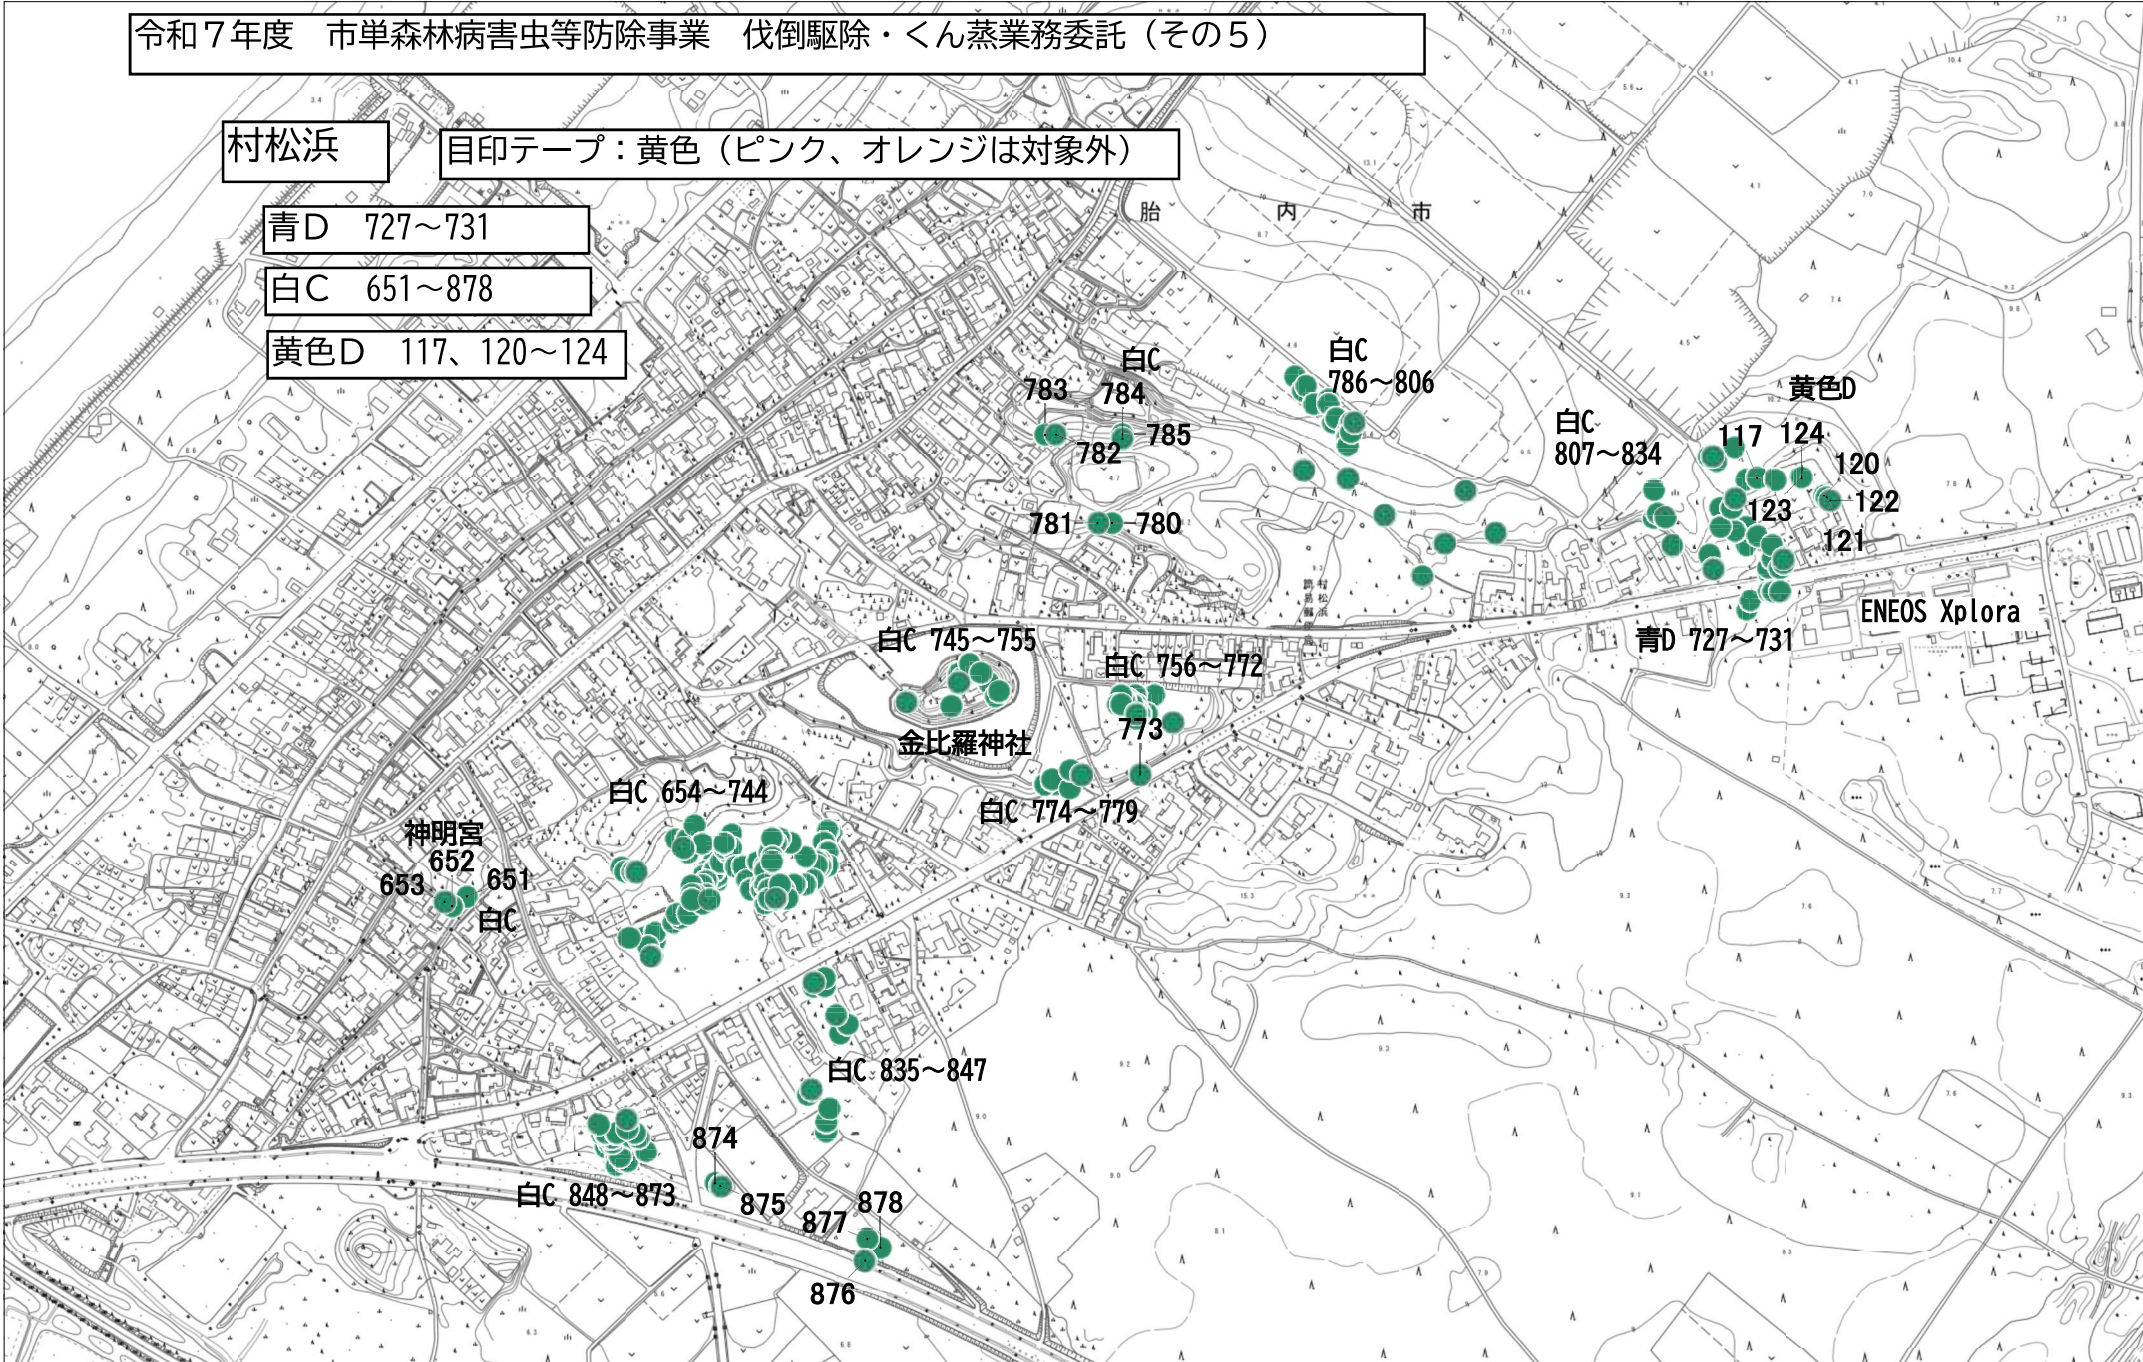 令和７年度　市単森林病害虫等防除事業　伐倒駆除・くん蒸業務委託（その５）
村松浜
目印テープ：黄色（ピンク、オレンジは対象外）
青Ｄ　727～731
白Ｃ　651～878
黄色Ｄ　117、120～124
胎内市
白C
783
784
785
782
781
780
白C
786～806
白C
807～834
黄色D
117
124
120
122
123
121
ENEOS Xplora
青D 727～731
白C 745～755
白C 756～772
金比羅神社
773
白C 774～779
白C 654～744
神明宮
652
653
651
白C
白C 835～847
874
875
白C 848～873
878
877
876